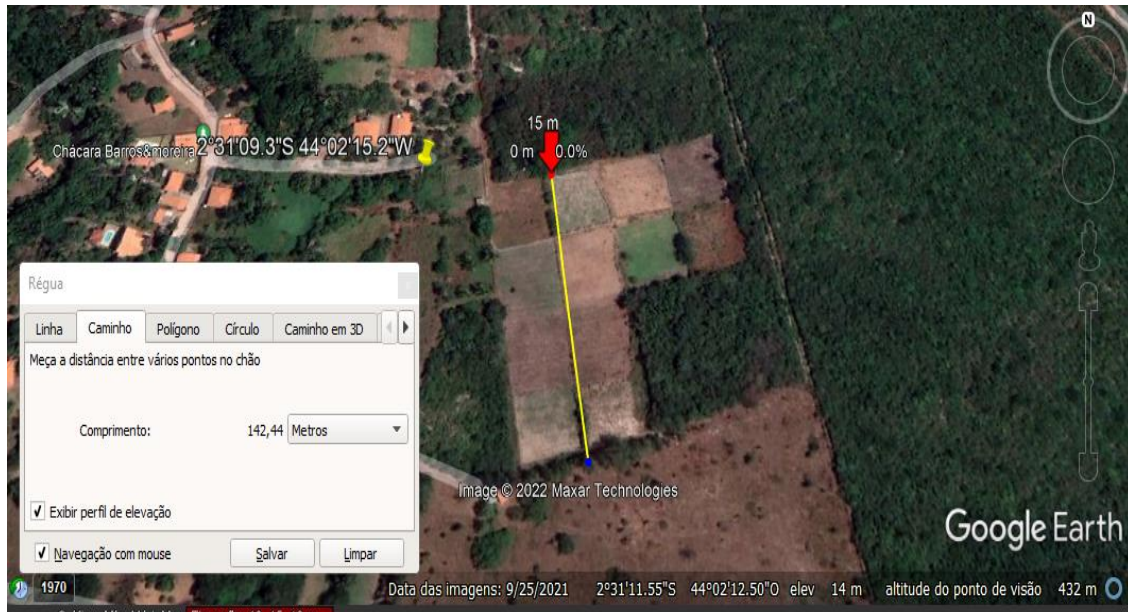 N
15 m
0 m 0.0%
Chácara Barros&moreira
2°31'09.3"S 44°02'15.2"W
Régua
Linha Caminho Polígono Círculo Caminho em 3D
Meça a distância entre vários pontos no chão
Comprimento: 142,44 Metros
Exibir perfil de elevação
Navegação com mouse Salvar Limpar
Image © 2022 Maxar Technologies
Google Earth
1970 Data das imagens: 9/25/2021 2°31'11.55"S 44°02'12.50"O elev 14 m altitude do ponto de visão 432 m